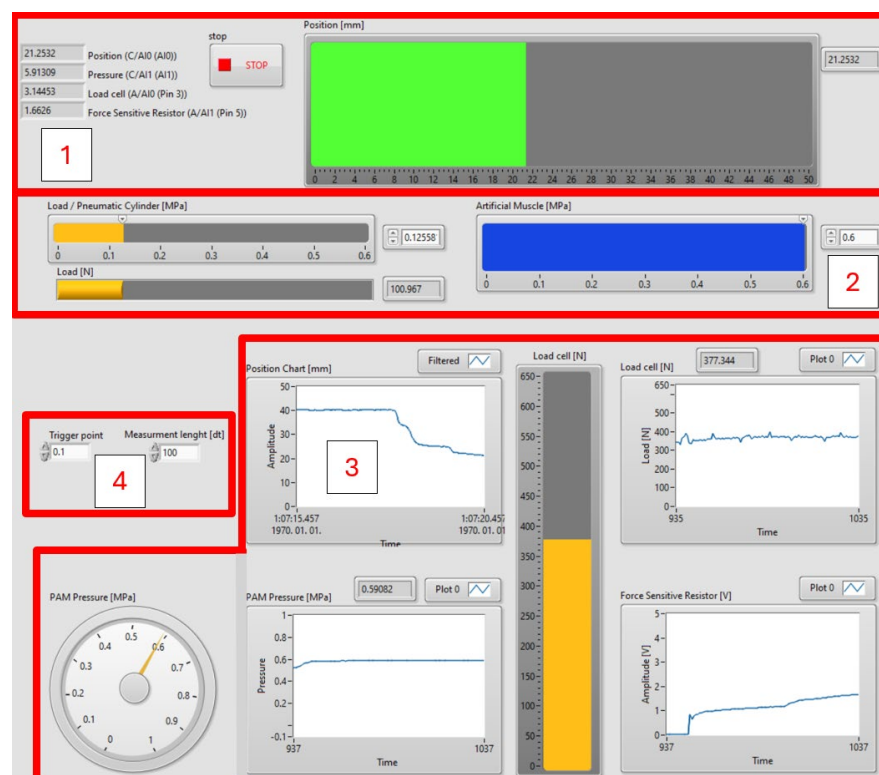 Position [mm]
stop
21.2532 Position (C/AI0 (AI0))
STOP
21.2532
5.91309 Pressure (C/AI1 (AI1))
3.14453 Load cell (A/AI0 (Pin 3))
1.6626 Force Sensitive Resistor (A/AI1 (Pin 5))
1
0 2 4 6 8 10 12 14 16 18 20 22 24 26 28 30 32 34 36 38 40 42 44 46 48 50
Load / Pneumatic Cylinder [MPa]
Artificial Muscle [MPa]
0.12558
0.6
0 0.1 0.2 0.3 0.4 0.5 0.6
0 0.1 0.2 0.3 0.4 0.5 0.6
Load [N]
100.967
2
Position Chart [mm]
Filtered
50
40
30
20
10
0
Amplitude
3
1:07:15.457
1970. 01. 01.
1:07:20.457
1970. 01. 01
Time
Load cell [N]
650
600
550
500
450
400
350
300
250
200
150
100
50
0
Load cell [N]
377.344
Plot 0
650
500
400
300
200
100
0
Load [N]
935
1035
Time
Trigger point
Measurment lenght [dt]
0.1
100
4
PAM Pressure [MPa]
0 0.1 0.2 0.3 0.4 0.5 0.6 0.7 0.8 0.9 1
PAM Pressure [MPa]
0.59082
Plot 0
1
0.8
0.6
0.4
0.2
-0.1
Pressure
937
1037
Time
Force Sensitive Resistor [V]
Plot 0
5
4
3
2
1
0
Amplitude [V]
937
1037
Time